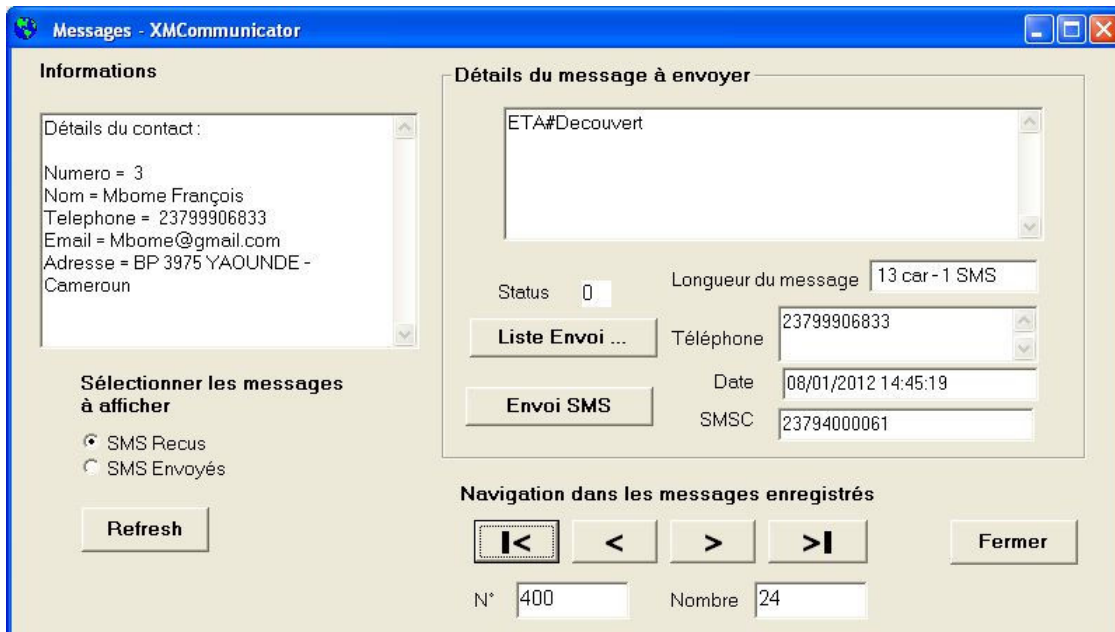 Messages - XMCommunicator
Informations
Détails du contact :
Numero =  3
Nom = Mbome François
Telephone =  23799906833
Email = Mbome@gmail.com
Adresse = BP 3975 YAOUNDE -
Cameroun
Sélectionner les messages
à afficher
SMS Recus
SMS Envoyés
Refresh
Détails du message à envoyer
ETA#Decouvert
Status 0
Longueur du message 13 car - 1 SMS
Liste Envoi ...
Téléphone 23799906833
Envoi SMS
Date 08/01/2012 14:45:19
SMSC 23794000061
Navigation dans les messages enregistrés
I< < > >I
Fermer
N° 400 Nombre 24